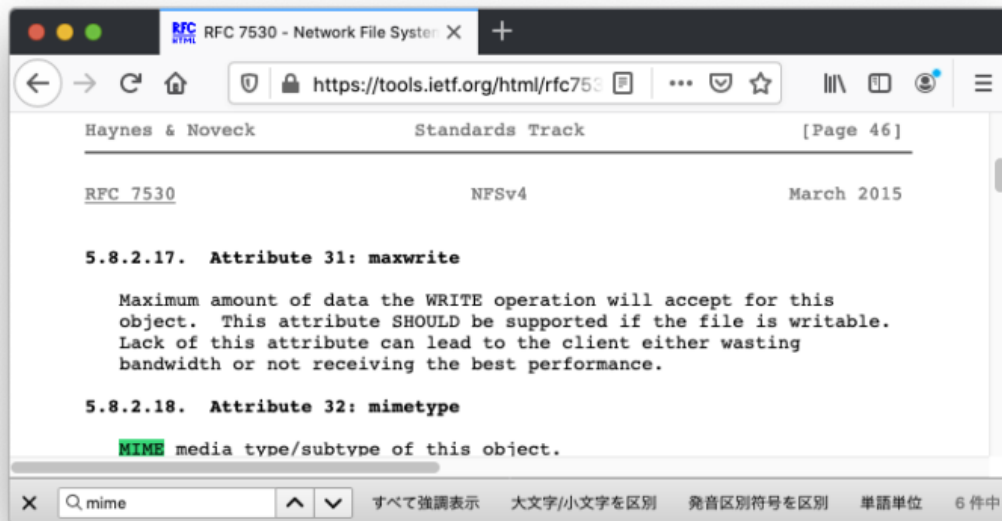 RFC HTML RFC 7530 - Network File System
https://tools.ietf.org/html/rfc753
Haynes & Noveck Standards Track [Page 46]
RFC 7530 NFSv4 March 2015
5.8.2.17. Attribute 31: maxwrite
Maximum amount of data the WRITE operation will accept for this
object. This attribute SHOULD be supported if the file is writable.
Lack of this attribute can lead to the client either wasting
bandwidth or not receiving the best performance.
5.8.2.18. Attribute 32: mimetype
MIME media type/subtype of this object.
mime すべて強調表示 大文字/小文字を区別 発音区別符号を区別 単語単位 6 件中